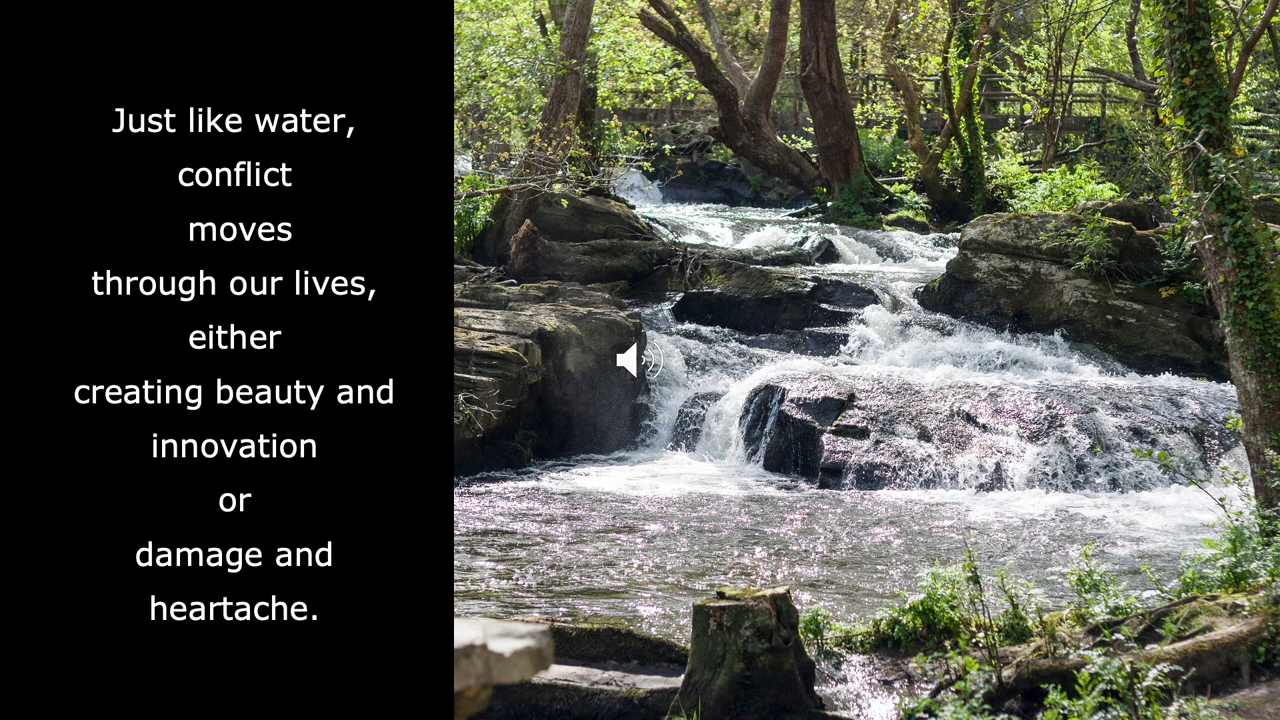 Just like water,
conflict
moves
through our lives,
either
creating beauty and
innovation
or
damage and
heartache.